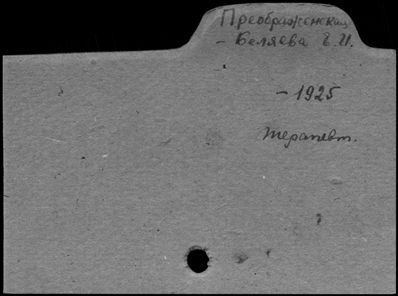 Преображенская
- Беляева Е.И.
- 1925
терапевт.